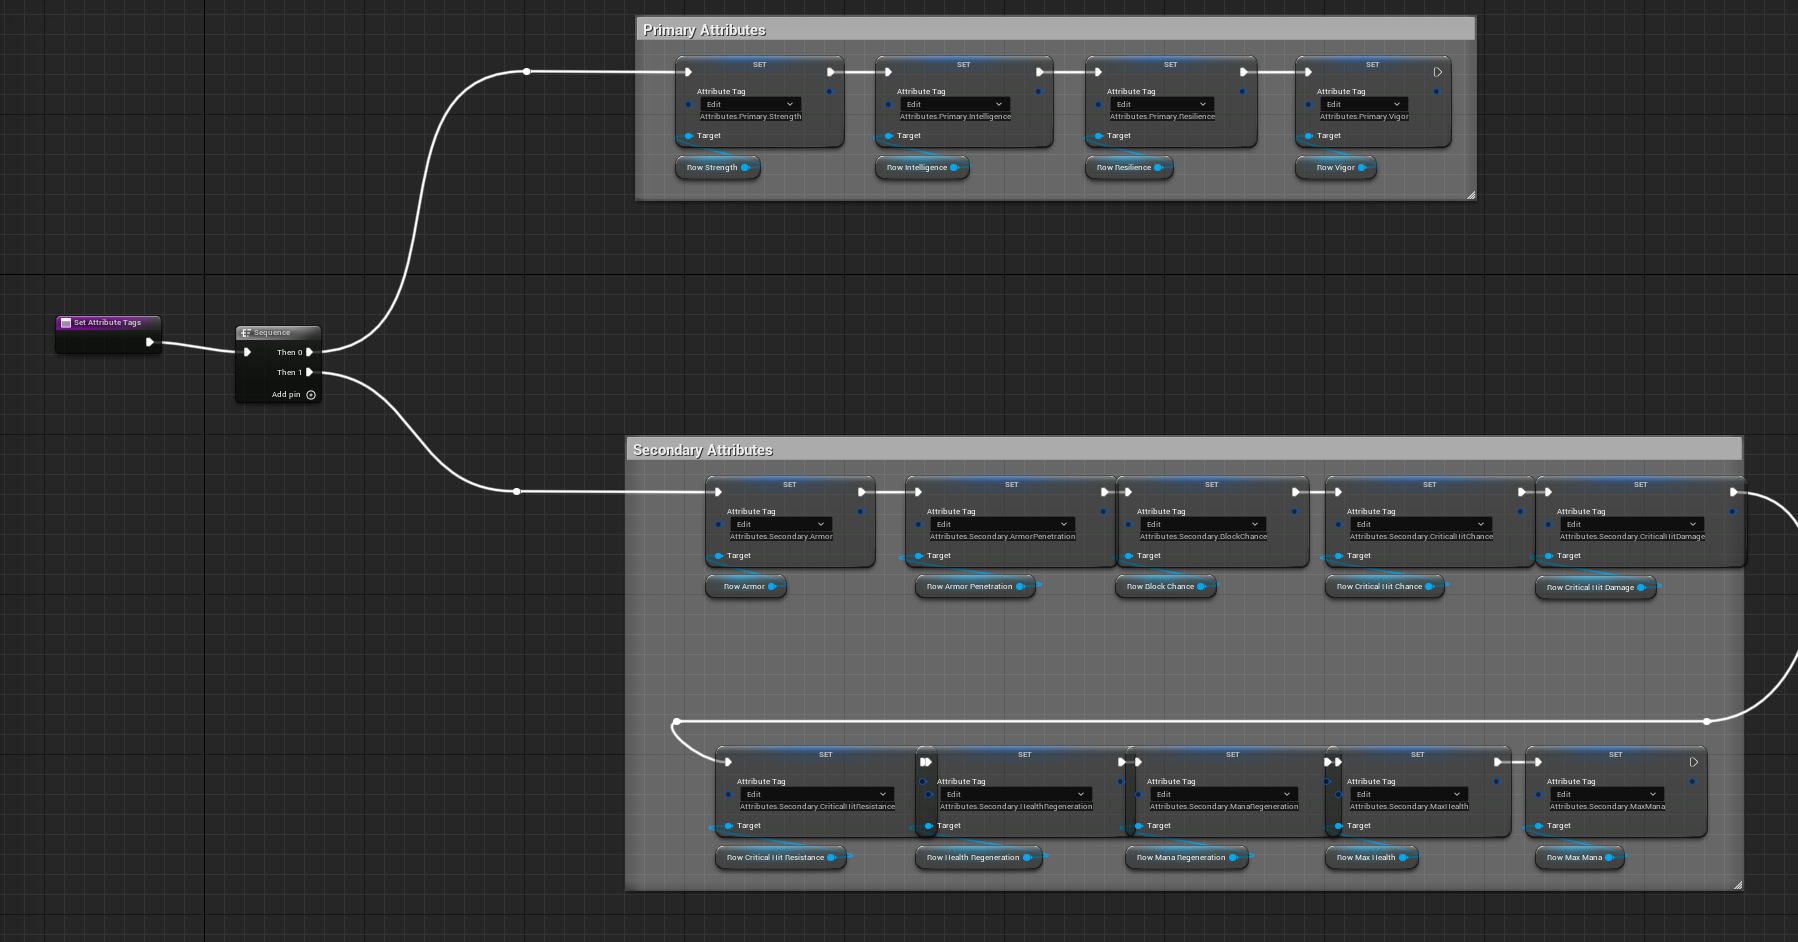 Primary Attributes
SET
SET
SET
SET
Attribute Tag
Attribute Tag
Attribute Tag
Attribute Tag
Edit
Edit
Edit
Edit
Attributes.Primary.Strength
Attributes.Primary.Intelligence
Attributes.Primary.Resilience
Attributes.Primary.Vigor
Target
Target
Target
Target
Row Strength
Row Intelligence
Row Resilience
Row Vigor
Set Attribute Tags
Sequence
Then 0
Then 1
Add pin
Secondary Attributes
SET
SET
SET
SET
SET
Attribute Tag
Attribute Tag
Attribute Tag
Attribute Tag
Attribute Tag
Edit
Edit
Edit
Edit
Edit
Attributes.Secondary.Armor
Attributes.Secondary.ArmorPenetration
Attributes.Secondary.BlockChance
Attributes.Secondary.CriticalHitChance
Attributes.Secondary.CriticalHitDamage
Target
Target
Target
Target
Target
Row Armor
Row Armor Penetration
Row Block Chance
Row Critical Hit Chance
Row Critical Hit Damage
SET
SET
SET
SET
SET
Attribute Tag
Attribute Tag
Attribute Tag
Attribute Tag
Attribute Tag
Edit
Edit
Edit
Edit
Edit
Attributes.Secondary.CriticalHitResistance
Attributes.Secondary.HealthRegeneration
Attributes.Secondary.ManaRegeneration
Attributes.Secondary.MaxHealth
Attributes.Secondary.MaxMana
Target
Target
Target
Target
Target
Row Critical Hit Resistance
Row Health Regeneration
Row Mana Regeneration
Row Max Health
Row Max Mana